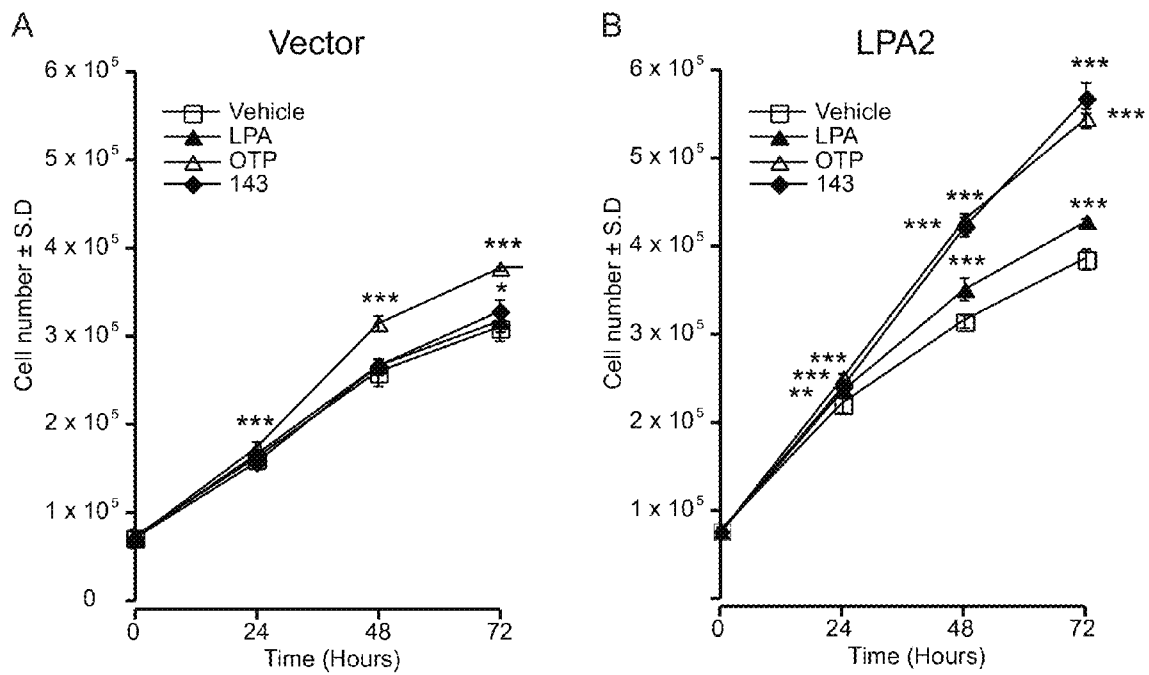 A
Vector
6 x 10⁵
5 x 10⁵
4 x 10⁵
3 x 10⁵
2 x 10⁵
1 x 10⁵
0
Cell number ± S.D
Vehicle
LPA
OTP
143
***
***
***
*
0 24 48 72
Time (Hours)
B
LPA2
6 x 10⁵
5 x 10⁵
4 x 10⁵
3 x 10⁵
2 x 10⁵
1 x 10⁵
Cell number ± S.D
Vehicle
LPA
OTP
143
***
***
***
***
***
***
***
***
**
0 24 48 72
Time (Hours)